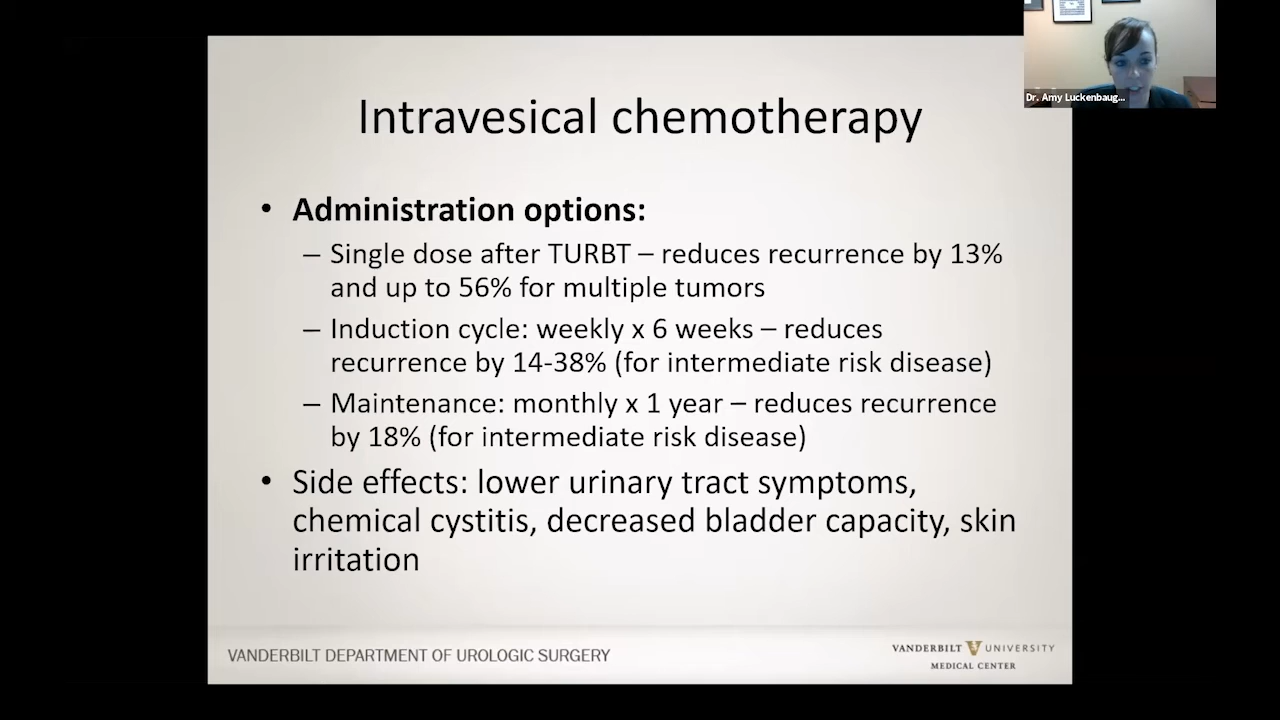 Dr. Amy Luckenbaug...
Intravesical chemotherapy
• Administration options:
– Single dose after TURBT – reduces recurrence by 13%
and up to 56% for multiple tumors
– Induction cycle: weekly x 6 weeks – reduces
recurrence by 14-38% (for intermediate risk disease)
– Maintenance: monthly x 1 year – reduces recurrence
by 18% (for intermediate risk disease)
• Side effects: lower urinary tract symptoms,
chemical cystitis, decreased bladder capacity, skin
irritation
VANDERBILT DEPARTMENT OF UROLOGIC SURGERY
VANDERBILT V UNIVERSITY
MEDICAL CENTER